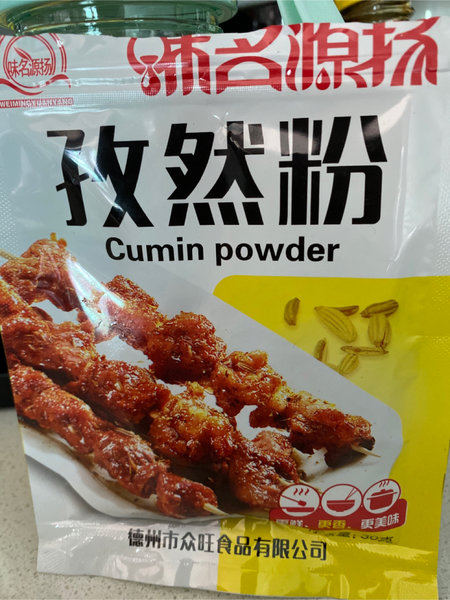 味名源扬
味名源扬
WEIMINGYUANYANG
孜然粉
Cumin powder
更鲜 更香 更美味
德州市众旺食品有限公司